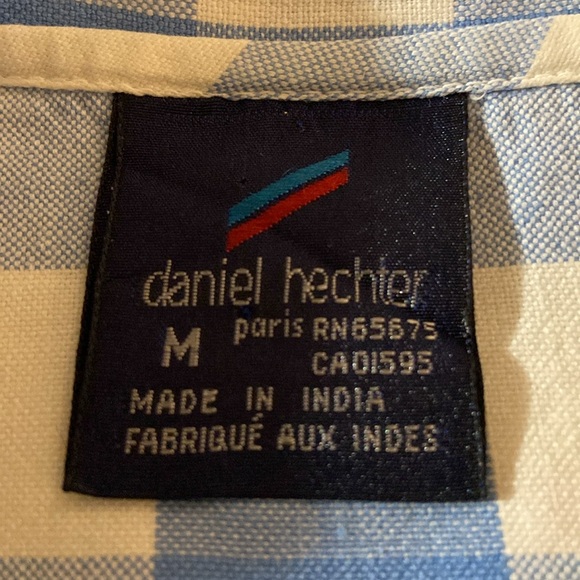 daniel hechter
paris RN65675
M CA01595
MADE IN INDIA
FABRIQUÉ AUX INDES